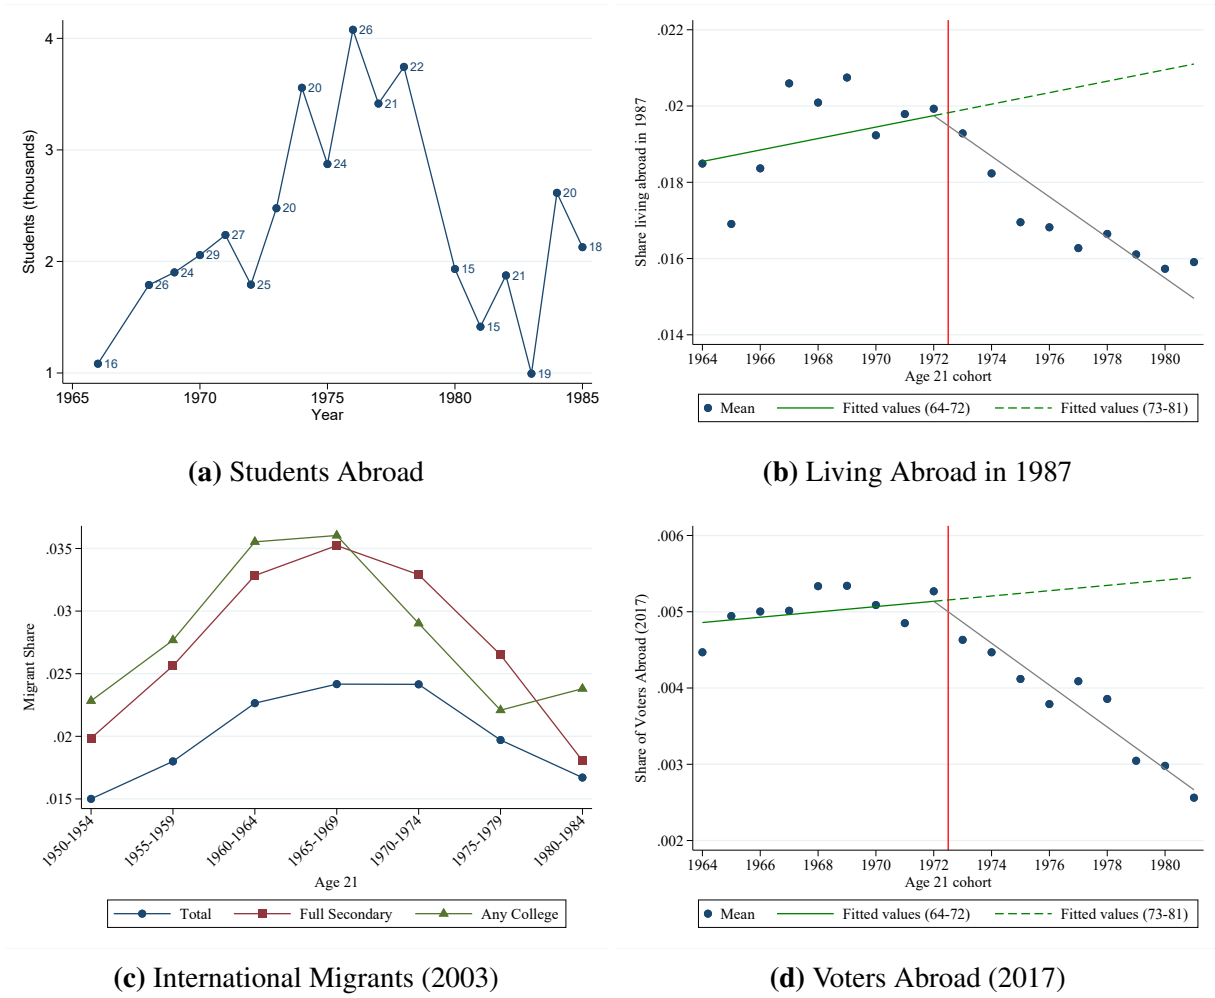 Students (thousands)
4
3
2
1
16
26
24
29
27
25
20
20
24
26
21
22
15
15
21
19
20
18
1965 1970 1975 1980 1985
Year
(a) Students Abroad
Share living abroad in 1987
.022
.02
.018
.016
.014
1964 1966 1968 1970 1972 1974 1976 1978 1980
Age 21 cohort
Mean Fitted values (64-72) Fitted values (73-81)
(b) Living Abroad in 1987
Migrant Share
.035
.03
.025
.02
.015
1950-1954 1955-1959 1960-1964 1965-1969 1970-1974 1975-1979 1980-1984
Age 21
Total Full Secondary Any College
(c) International Migrants (2003)
Share of Voters Abroad (2017)
.006
.005
.004
.003
.002
1964 1966 1968 1970 1972 1974 1976 1978 1980
Age 21 cohort
Mean Fitted values (64-72) Fitted values (73-81)
(d) Voters Abroad (2017)